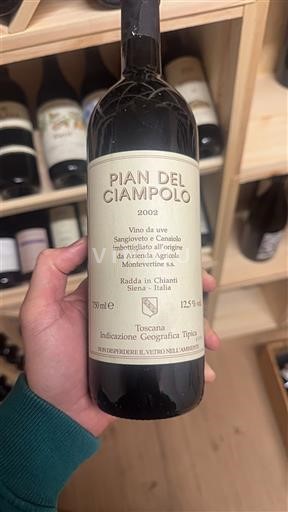 PIAN DEL
CIAMPOLO
2002
Vino da uve
Sangioveto e Canaiolo
imbottigliato all'origine
da Azienda Agricola
Montevertine s.s.
Radda in Chianti
Siena - Italia
750 ml e 12,5% vol.
Toscana
Indicazione Geografica Tipica
NON DISPERDERE IL VETRO NELL'AMBIENTE